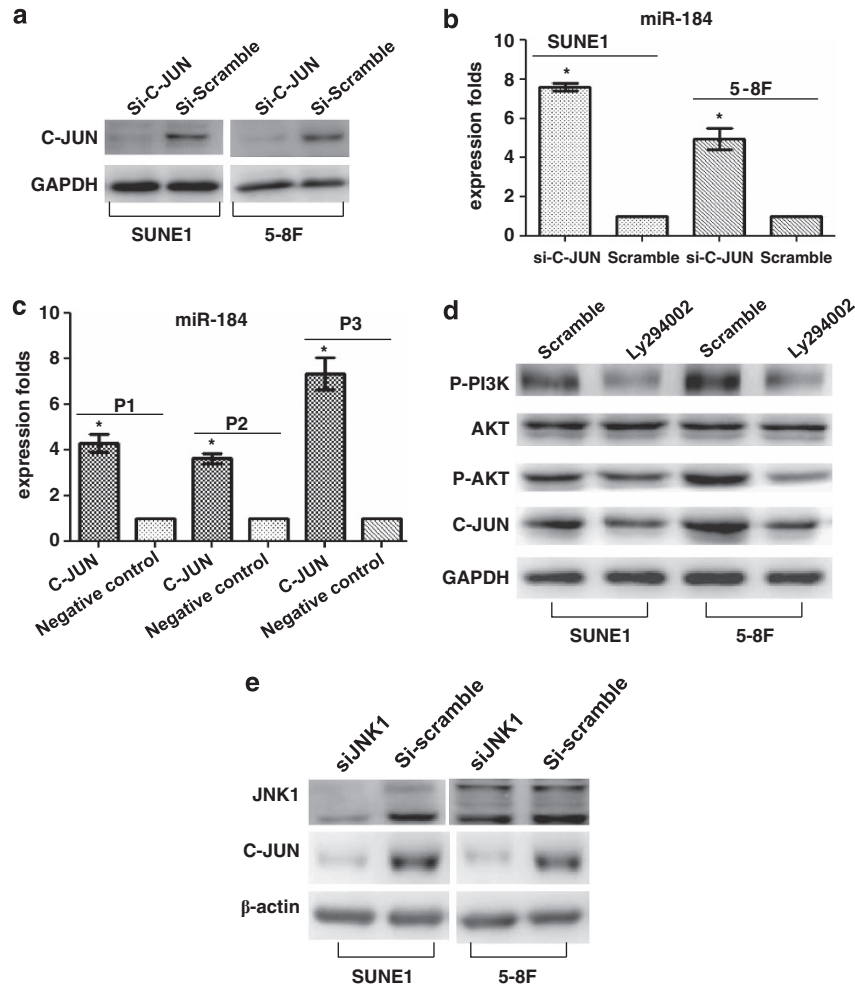 a
Si-C-JUN Si-Scramble Si-C-JUN Si-Scramble
C-JUN
GAPDH
SUNE1 5-8F
b
miR-184
SUNE1
5-8F
expression folds
10
8
6
4
2
0
* *
si-C-JUN Scramble si-C-JUN Scramble
c
miR-184
P1
P2
P3
expression folds
10
8
6
4
2
0
* * *
C-JUN Negative control C-JUN Negative control C-JUN Negative control
d
Scramble Ly294002 Scramble Ly294002
P-PI3K
AKT
P-AKT
C-JUN
GAPDH
SUNE1 5-8F
e
siJNK1 Si-scramble siJNK1 Si-scramble
JNK1
C-JUN
β-actin
SUNE1 5-8F